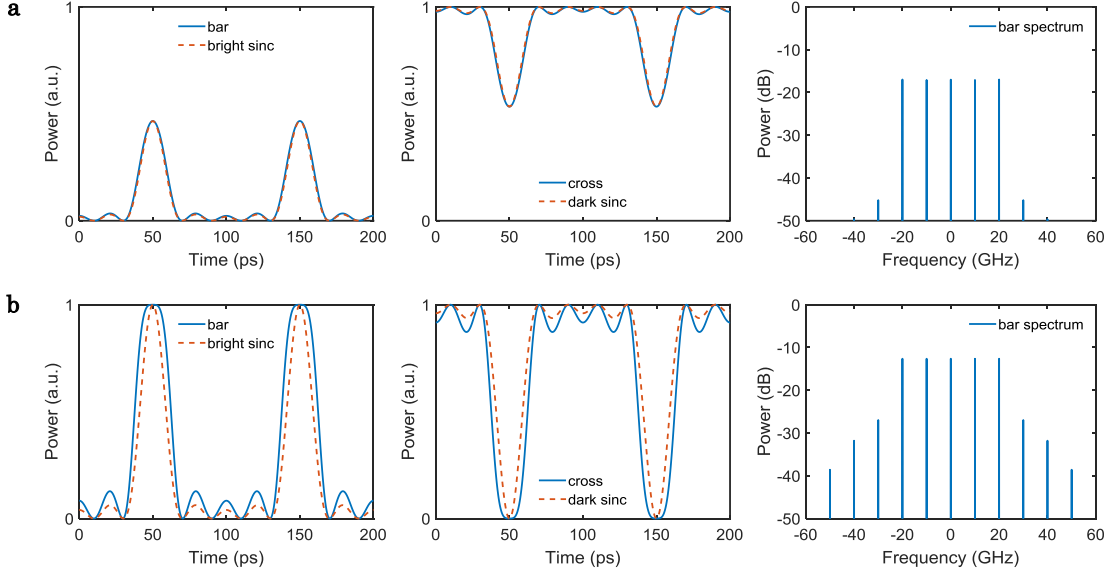 a
1
0
Power (a.u.)
bar
bright sinc
0 50 100 150 200
Time (ps)
1
0
Power (a.u.)
cross
dark sinc
0 50 100 150 200
Time (ps)
0
-10
-20
-30
-40
-50
Power (dB)
bar spectrum
-60 -40 -20 0 20 40 60
Frequency (GHz)
b
1
0
Power (a.u.)
bar
bright sinc
0 50 100 150 200
Time (ps)
1
0
Power (a.u.)
cross
dark sinc
0 50 100 150 200
Time (ps)
0
-10
-20
-30
-40
-50
Power (dB)
bar spectrum
-60 -40 -20 0 20 40 60
Frequency (GHz)